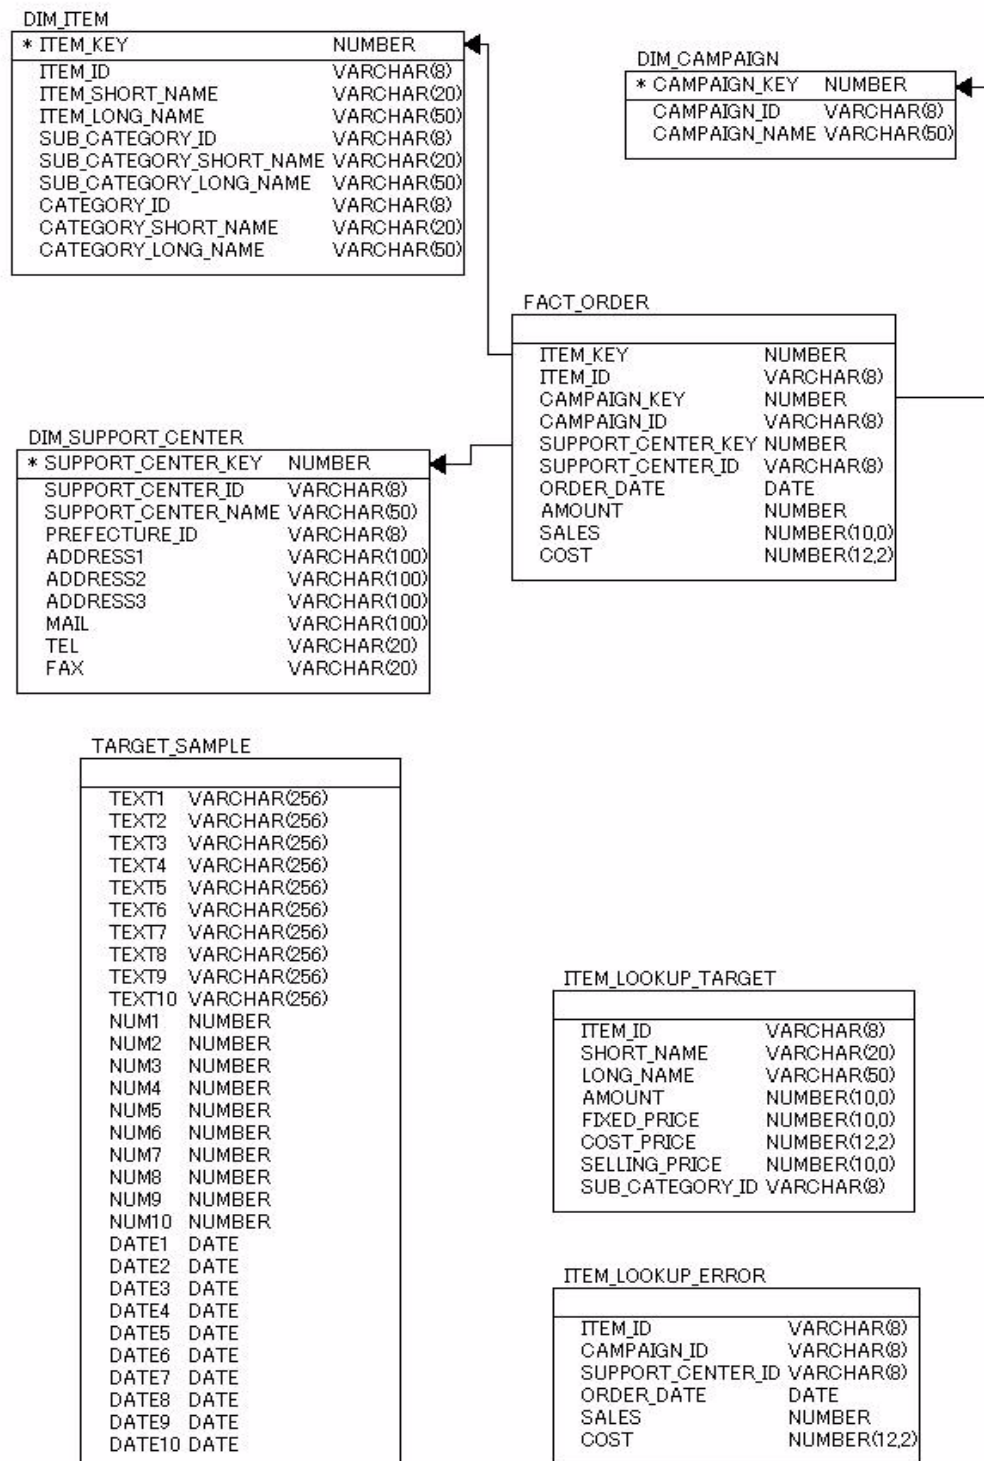 DIM_ITEM
* ITEM_KEY NUMBER
ITEM_ID VARCHAR(8)
ITEM_SHORT_NAME VARCHAR(20)
ITEM_LONG_NAME VARCHAR(50)
SUB_CATEGORY_ID VARCHAR(8)
SUB_CATEGORY_SHORT_NAME VARCHAR(20)
SUB_CATEGORY_LONG_NAME VARCHAR(50)
CATEGORY_ID VARCHAR(8)
CATEGORY_SHORT_NAME VARCHAR(20)
CATEGORY_LONG_NAME VARCHAR(50)
DIM_CAMPAIGN
* CAMPAIGN_KEY NUMBER
CAMPAIGN_ID VARCHAR(8)
CAMPAIGN_NAME VARCHAR(50)
FACT_ORDER
ITEM_KEY NUMBER
ITEM_ID VARCHAR(8)
CAMPAIGN_KEY NUMBER
CAMPAIGN_ID VARCHAR(8)
SUPPORT_CENTER_KEY NUMBER
SUPPORT_CENTER_ID VARCHAR(8)
ORDER_DATE DATE
AMOUNT NUMBER
SALES NUMBER(10,0)
COST NUMBER(12,2)
DIM_SUPPORT_CENTER
* SUPPORT_CENTER_KEY NUMBER
SUPPORT_CENTER_ID VARCHAR(8)
SUPPORT_CENTER_NAME VARCHAR(50)
PREFECTURE_ID VARCHAR(8)
ADDRESS1 VARCHAR(100)
ADDRESS2 VARCHAR(100)
ADDRESS3 VARCHAR(100)
MAIL VARCHAR(100)
TEL VARCHAR(20)
FAX VARCHAR(20)
TARGET_SAMPLE
TEXT1 VARCHAR(256)
TEXT2 VARCHAR(256)
TEXT3 VARCHAR(256)
TEXT4 VARCHAR(256)
TEXT5 VARCHAR(256)
TEXT6 VARCHAR(256)
TEXT7 VARCHAR(256)
TEXT8 VARCHAR(256)
TEXT9 VARCHAR(256)
TEXT10 VARCHAR(256)
NUM1 NUMBER
NUM2 NUMBER
NUM3 NUMBER
NUM4 NUMBER
NUM5 NUMBER
NUM6 NUMBER
NUM7 NUMBER
NUM8 NUMBER
NUM9 NUMBER
NUM10 NUMBER
DATE1 DATE
DATE2 DATE
DATE3 DATE
DATE4 DATE
DATE5 DATE
DATE6 DATE
DATE7 DATE
DATE8 DATE
DATE9 DATE
DATE10 DATE
ITEM_LOOKUP_TARGET
ITEM_ID VARCHAR(8)
SHORT_NAME VARCHAR(20)
LONG_NAME VARCHAR(50)
AMOUNT NUMBER(10,0)
FIXED_PRICE NUMBER(10,0)
COST_PRICE NUMBER(12,2)
SELLING_PRICE NUMBER(10,0)
SUB_CATEGORY_ID VARCHAR(8)
ITEM_LOOKUP_ERROR
ITEM_ID VARCHAR(8)
CAMPAIGN_ID VARCHAR(8)
SUPPORT_CENTER_ID VARCHAR(8)
ORDER_DATE DATE
SALES NUMBER
COST NUMBER(12,2)